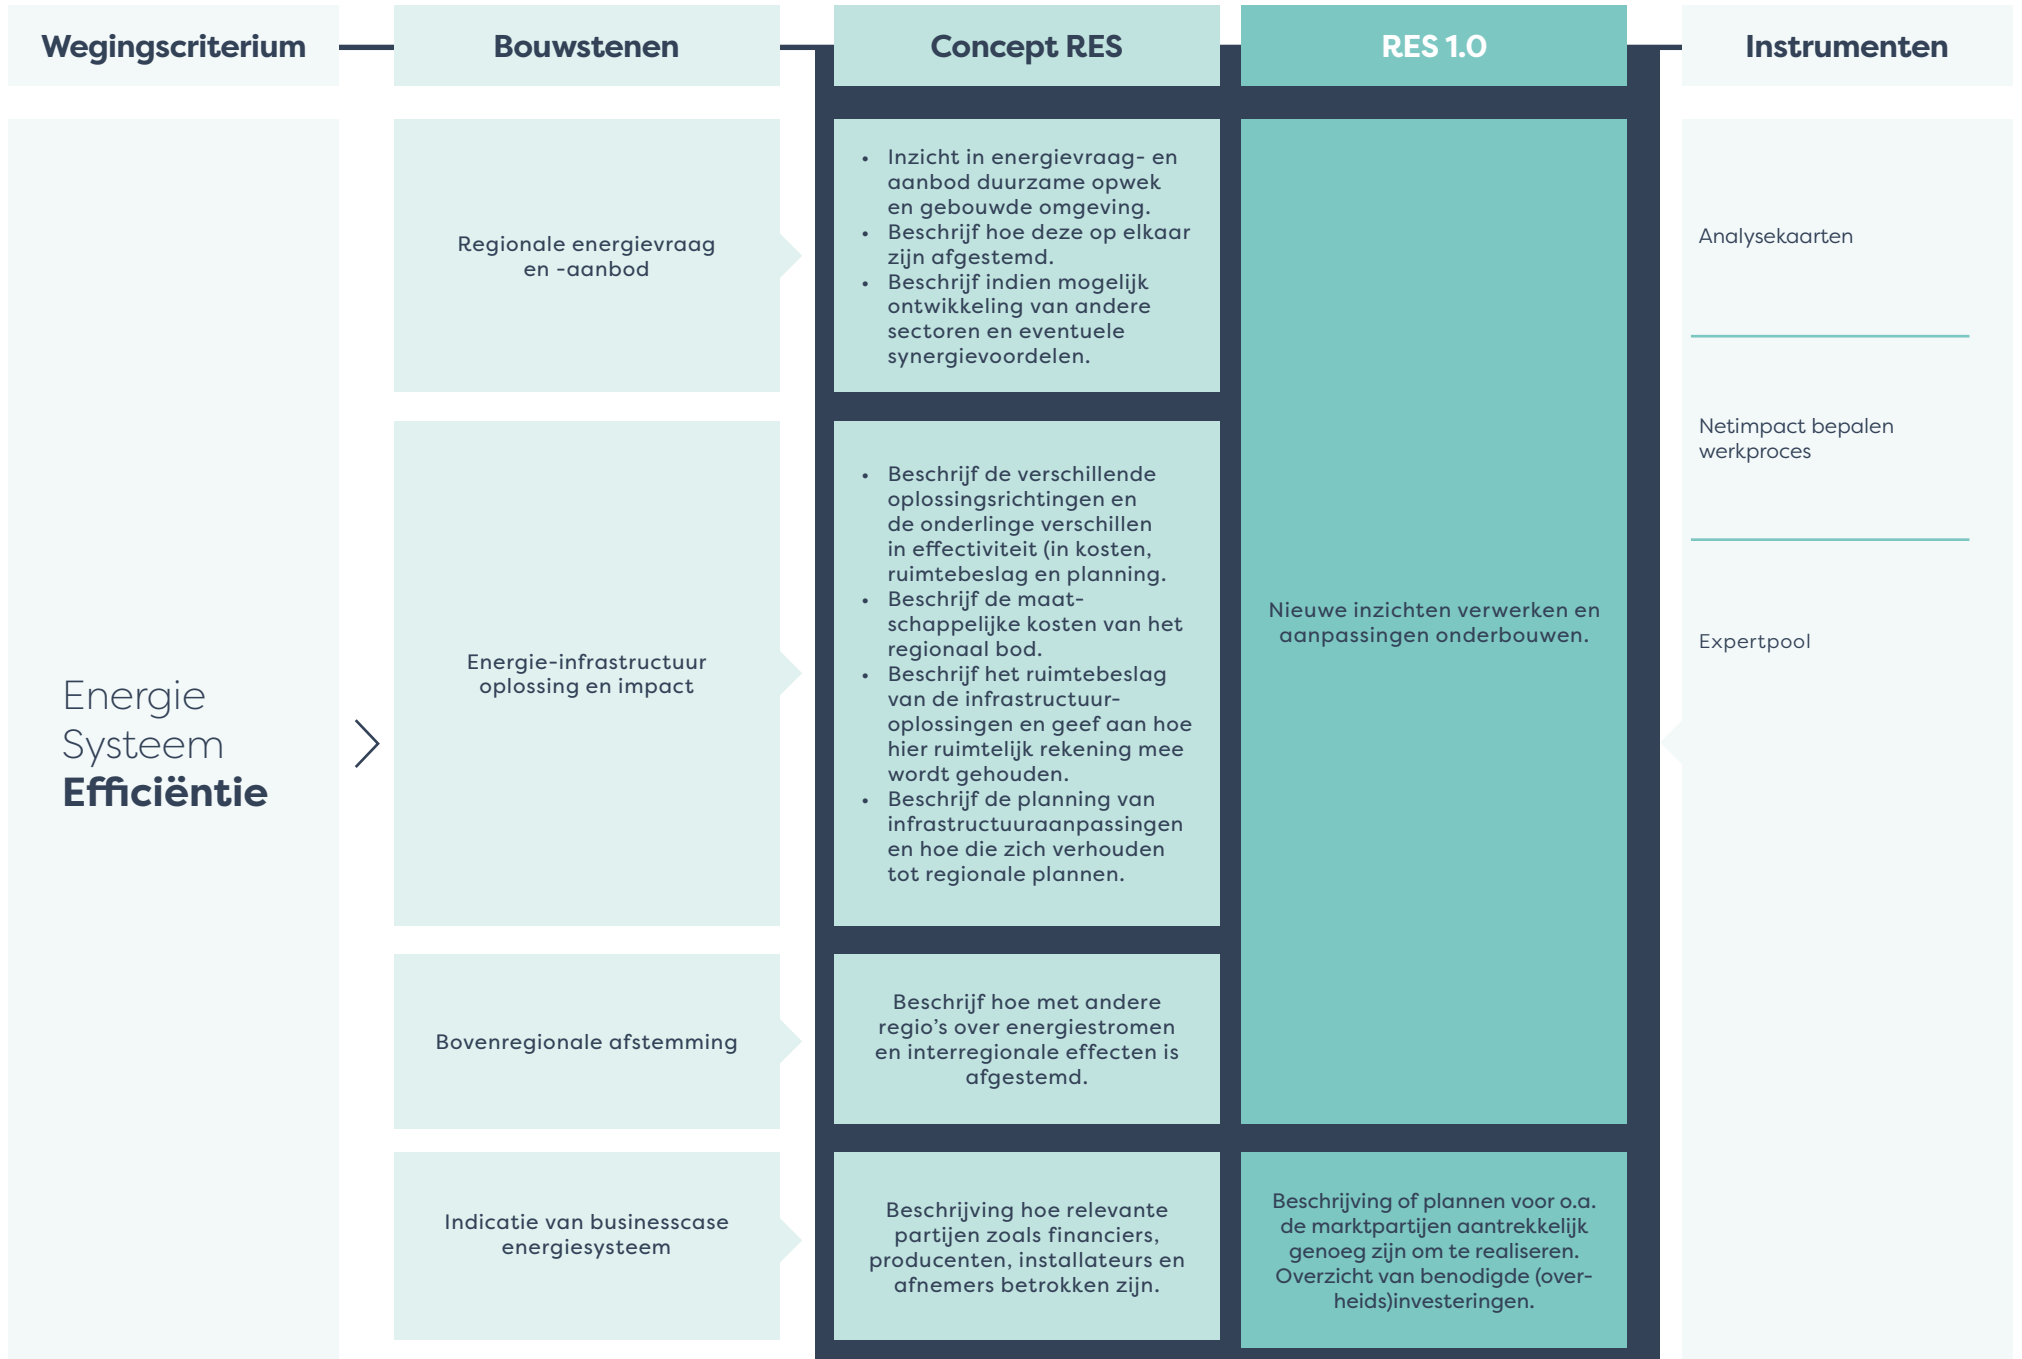 Wegingscriterium
Bouwstenen
Concept RES
RES 1.0
Instrumenten
Energie
Systeem
Efficiëntie
Regionale energievraag
en -aanbod
• Inzicht in energievraag- en
aanbod duurzame opwek
en gebouwde omgeving.
• Beschrijf hoe deze op elkaar
zijn afgestemd.
• Beschrijf indien mogelijk
ontwikkeling van andere
sectoren en eventuele
synergievoordelen.
Energie-infrastructuur
oplossing en impact
• Beschrijf de verschillende
oplossingsrichtingen en
de onderlinge verschillen
in effectiviteit (in kosten,
ruimtebeslag en planning.
• Beschrijf de maat-
schappelijke kosten van het
regionaal bod.
• Beschrijf het ruimtebeslag
van de infrastructuur-
oplossingen en geef aan hoe
hier ruimtelijk rekening mee
wordt gehouden.
• Beschrijf de planning van
infrastructuuraanpassingen
en hoe die zich verhouden
tot regionale plannen.
Bovenregionale afstemming
Beschrijf hoe met andere
regio's over energiestromen
en interregionale effecten is
afgestemd.
Nieuwe inzichten verwerken en
aanpassingen onderbouwen.
Indicatie van businesscase
energiesysteem
Beschrijving hoe relevante
partijen zoals financiers,
producenten, installateurs en
afnemers betrokken zijn.
Beschrijving of plannen voor o.a.
de marktpartijen aantrekkelijk
genoeg zijn om te realiseren.
Overzicht van benodigde (over-
heids)investeringen.
Analysekaarten
Netimpact bepalen
werkproces
Expertpool